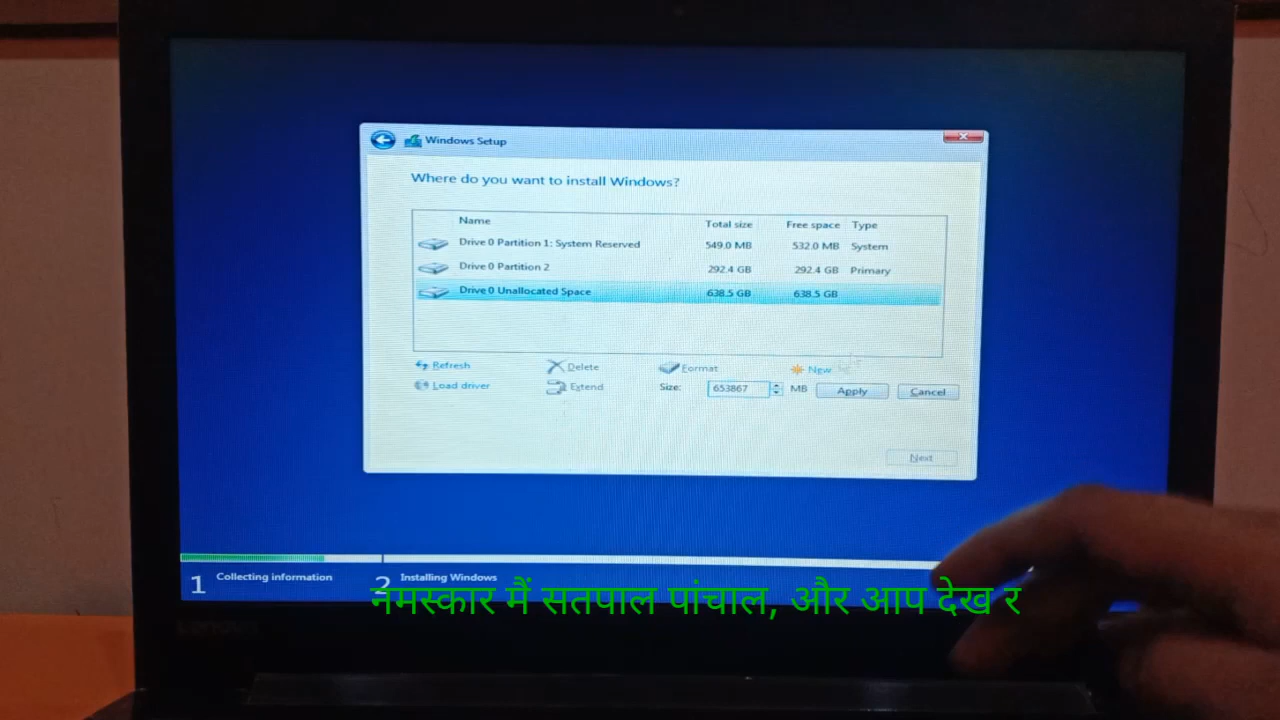 Windows Setup
Where do you want to install Windows?
Name Total size Free space Type
Drive 0 Partition 1: System Reserved 549.0 MB 532.0 MB System
Drive 0 Partition 2 292.4 GB 292.4 GB Primary
Drive 0 Unallocated Space 638.5 GB 638.5 GB
Refresh Delete Format New
Load driver Extend Size: 653867 MB Apply Cancel
Next
1 Collecting information 2 Installing Windows
नमस्कार मैं सतपाल पांचाल, और आप देख र
Lenovo